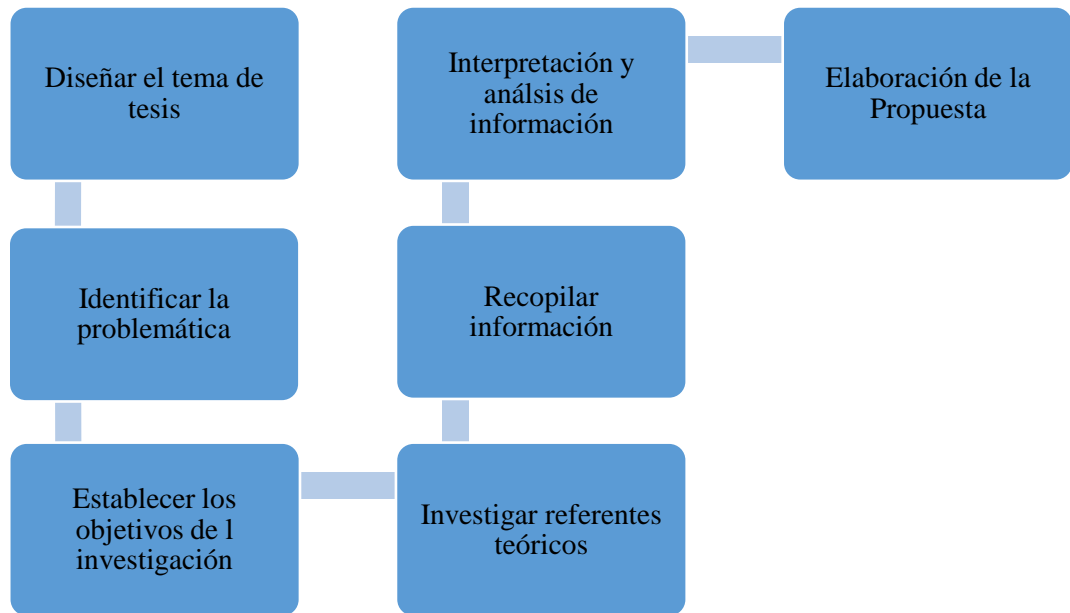 Diseñar el tema de
tesis
Identificar la
problemática
Establecer los
objetivos de l
investigación
Investigar referentes
teóricos
Recopilar
información
Interpretación y
análsis de
información
Elaboración de la
Propuesta